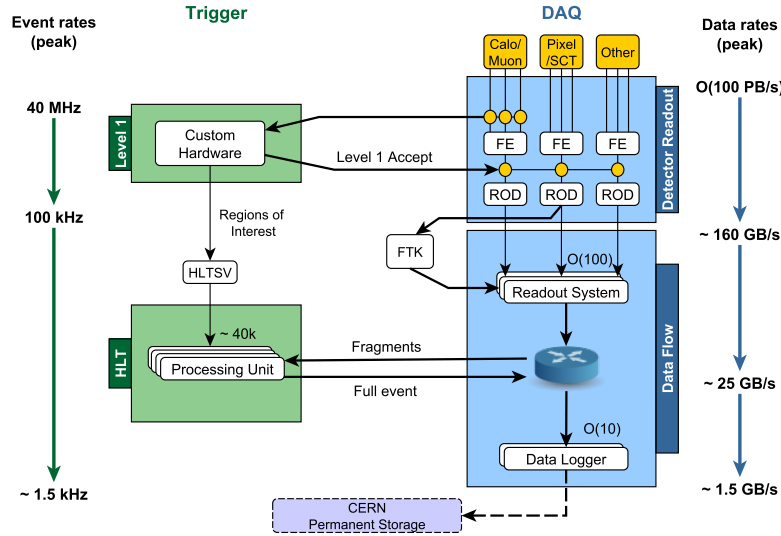 Event rates
(peak)
Trigger
DAQ
Data rates
(peak)
Calo/
Muon
Pixel
/SCT
Other
O(100 PB/s)
40 MHz
Level 1
Custom
Hardware
FE
FE
FE
Detector Readout
Level 1 Accept
ROD
ROD
ROD
100 kHz
Regions of
Interest
~ 160 GB/s
FTK
O(100)
HLTSV
Readout System
~ 40k
HLT
Processing Unit
Fragments
Full event
Data Flow
~ 25 GB/s
O(10)
Data Logger
~ 1.5 kHz
~ 1.5 GB/s
CERN
Permanent Storage